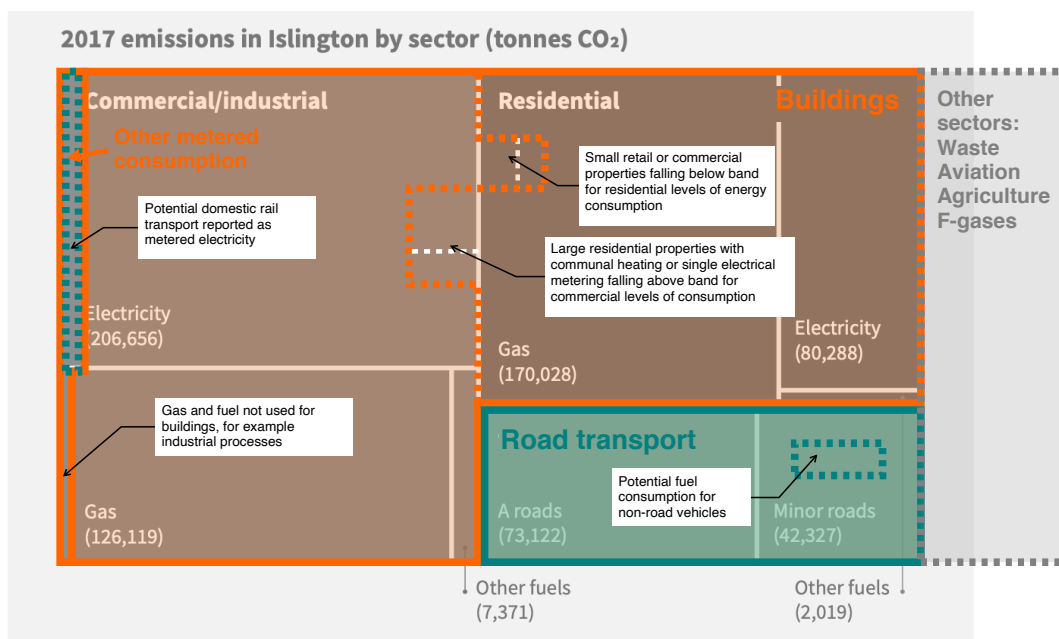 2017 emissions in Islington by sector (tonnes CO₂)
Commercial/industrial
Other metered
consumption
Potential domestic rail
transport reported as
metered electricity
Electricity
(206,656)
Gas and fuel not used for
buildings, for example
industrial processes
Gas
(126,119)
Other fuels
(7,371)
Residential
Buildings
Small retail or commercial
properties falling below band
for residential levels of energy
consumption
Large residential properties with
communal heating or single electrical
metering falling above band for
commercial levels of consumption
Gas
(170,028)
Electricity
(80,288)
Road transport
Potential fuel
consumption for
non-road vehicles
A roads
(73,122)
Minor roads
(42,327)
Other fuels
(2,019)
Other
sectors:
Waste
Aviation
Agriculture
F-gases